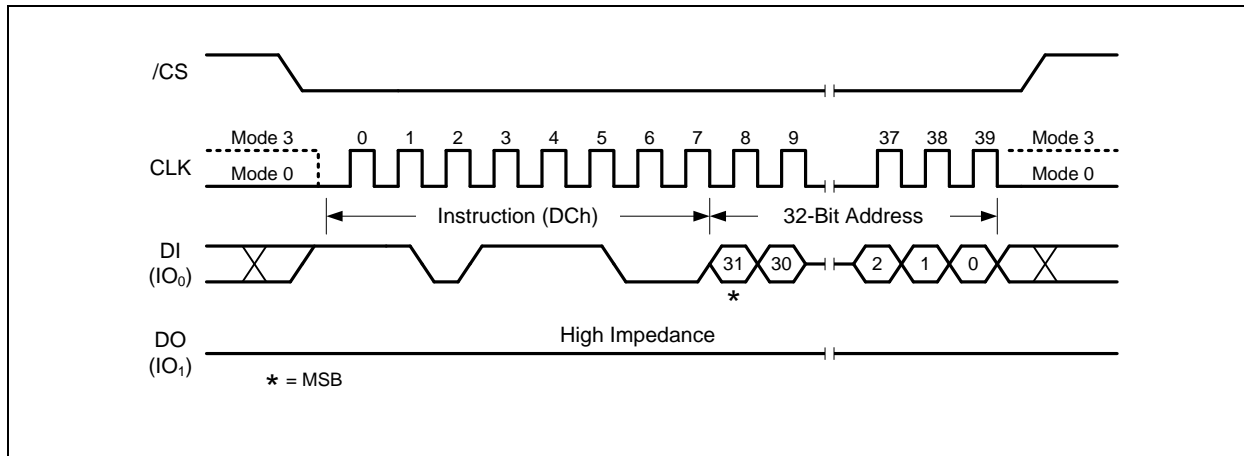 /CS
Mode 3 0 1 2 3 4 5 6 7 8 9 37 38 39 Mode 3
CLK
Mode 0 Mode 0
Instruction (DCh) 32-Bit Address
DI
(IO₀)
31 30 2 1 0
*
High Impedance
DO
(IO₁)
* = MSB